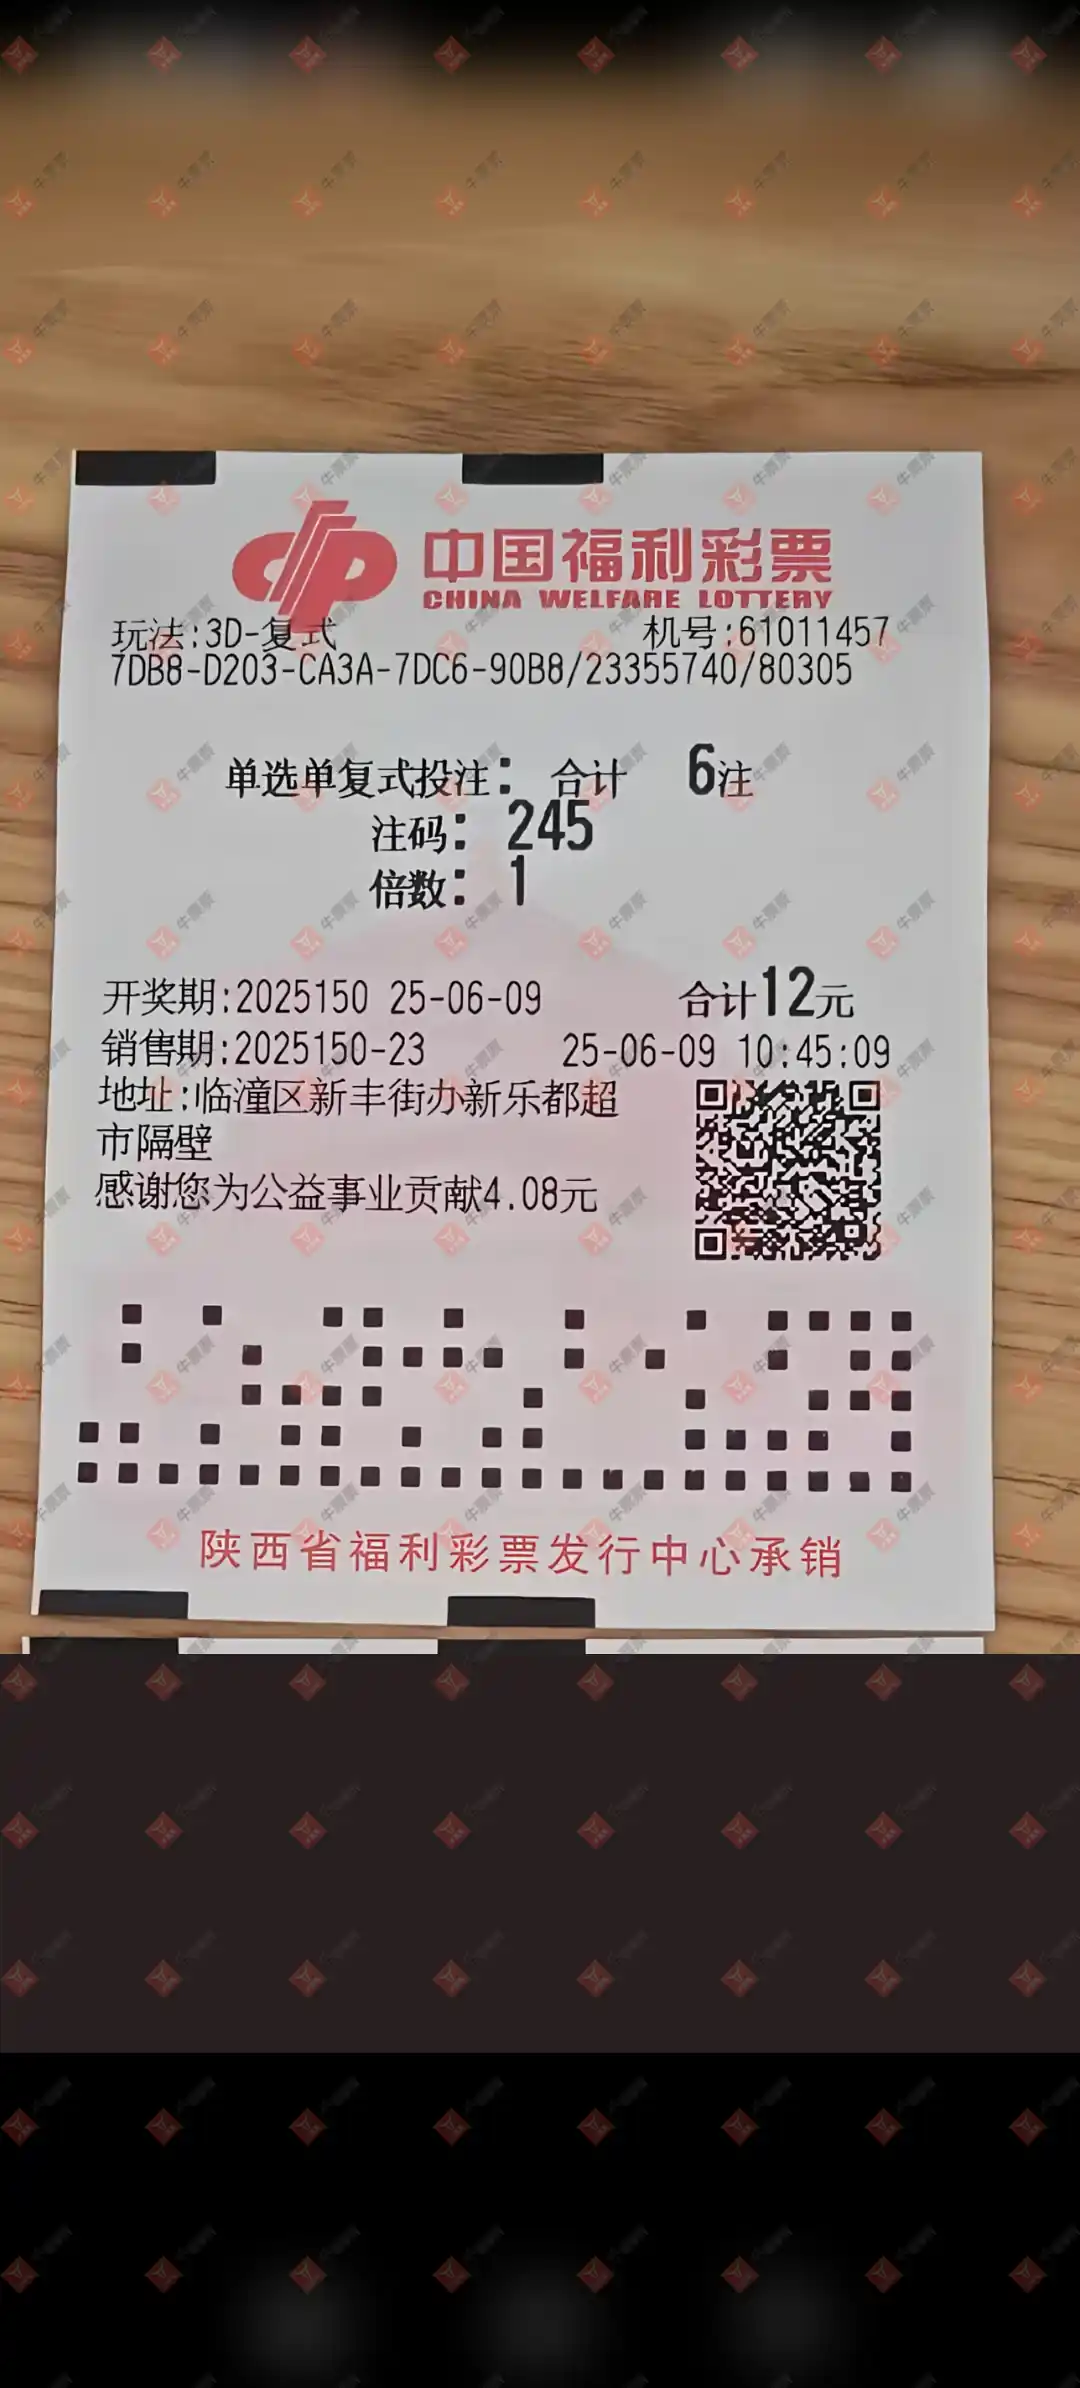 中国福利彩票
CHINA WELFARE LOTTERY
玩法:3D-复式 机号:61011457
7DB8-D203-CA3A-7DC6-90B8/23355740/80305
单选单复式投注: 合计 6注
注码: 245
倍数: 1
开奖期:2025150 25-06-09 合计12元
销售期:2025150-23 25-06-09 10:45:09
地址:临潼区新丰街办新乐都超
市隔壁
感谢您为公益事业贡献4.08元
陕西省福利彩票发行中心承销